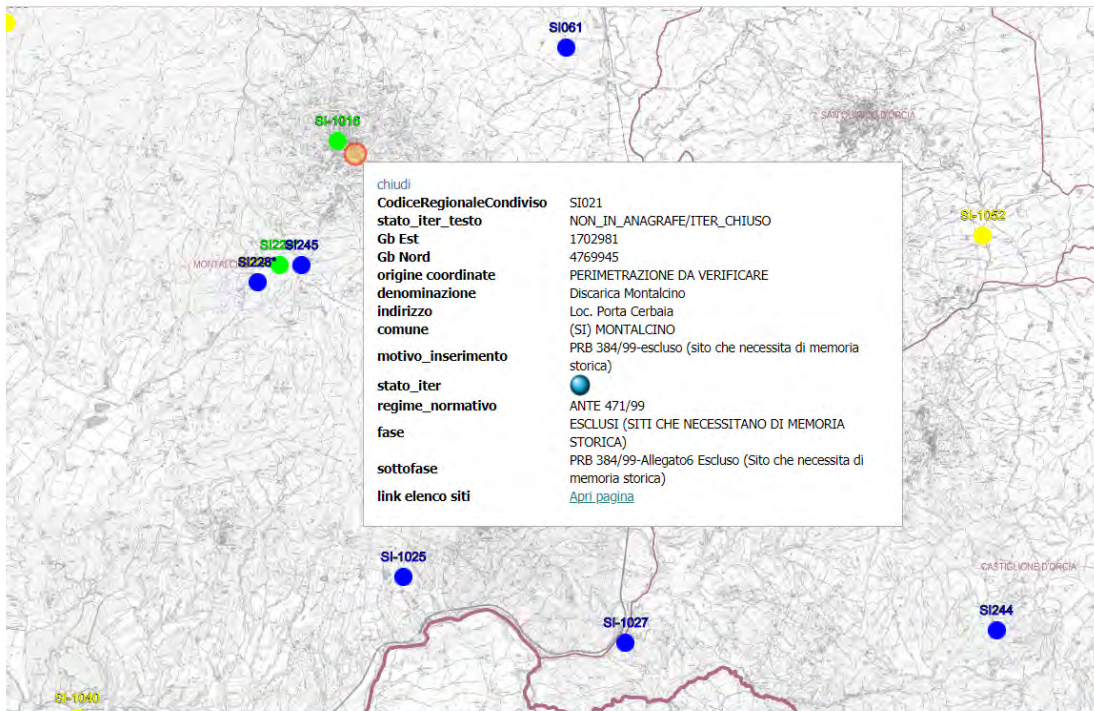 SI061
SI-1016
SAN QUIRICO D'ORCIA
chiudi
CodiceRegionaleCondiviso SI021
stato_iter_testo NON_IN_ANAGRAFE/ITER_CHIUSO
Gb Est 1702981
Gb Nord 4769945
origine coordinate PERIMETRAZIONE DA VERIFICARE
denominazione Discarica Montalcino
indirizzo Loc. Porta Cerbaia
comune (SI) MONTALCINO
motivo_inserimento PRB 384/99-escluso (sito che necessita di memoria
storica)
stato_iter
regime_normativo ANTE 471/99
fase ESCLUSI (SITI CHE NECESSITANO DI MEMORIA
STORICA)
sottofase PRB 384/99-Allegato6 Escluso (Sito che necessita di
memoria storica)
link elenco siti Apri pagina
SI-1052
SI245
SI228*
SI-1025
CASTIGLIONE D'ORCIA
SI244
SI-1027
SI-1040